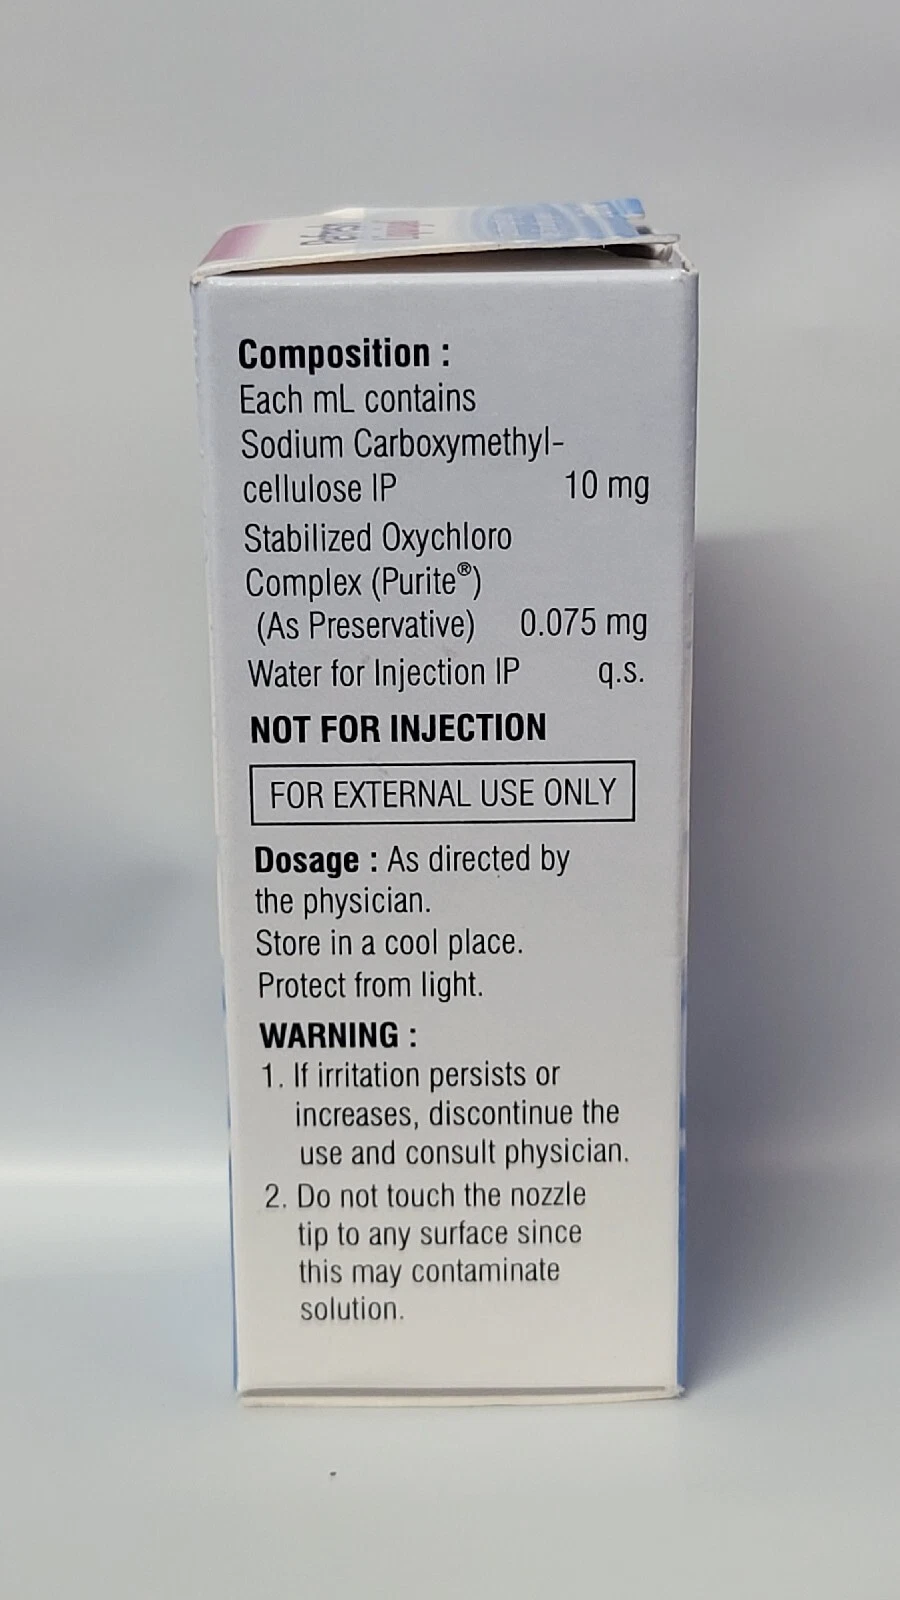 Composition :
Each mL contains
Sodium Carboxymethyl-
cellulose IP 10 mg
Stabilized Oxychloro
Complex (Purite®)
(As Preservative) 0.075 mg
Water for Injection IP q.s.
NOT FOR INJECTION
FOR EXTERNAL USE ONLY
Dosage : As directed by
the physician.
Store in a cool place.
Protect from light.
WARNING :
1. If irritation persists or
increases, discontinue the
use and consult physician.
2. Do not touch the nozzle
tip to any surface since
this may contaminate
solution.